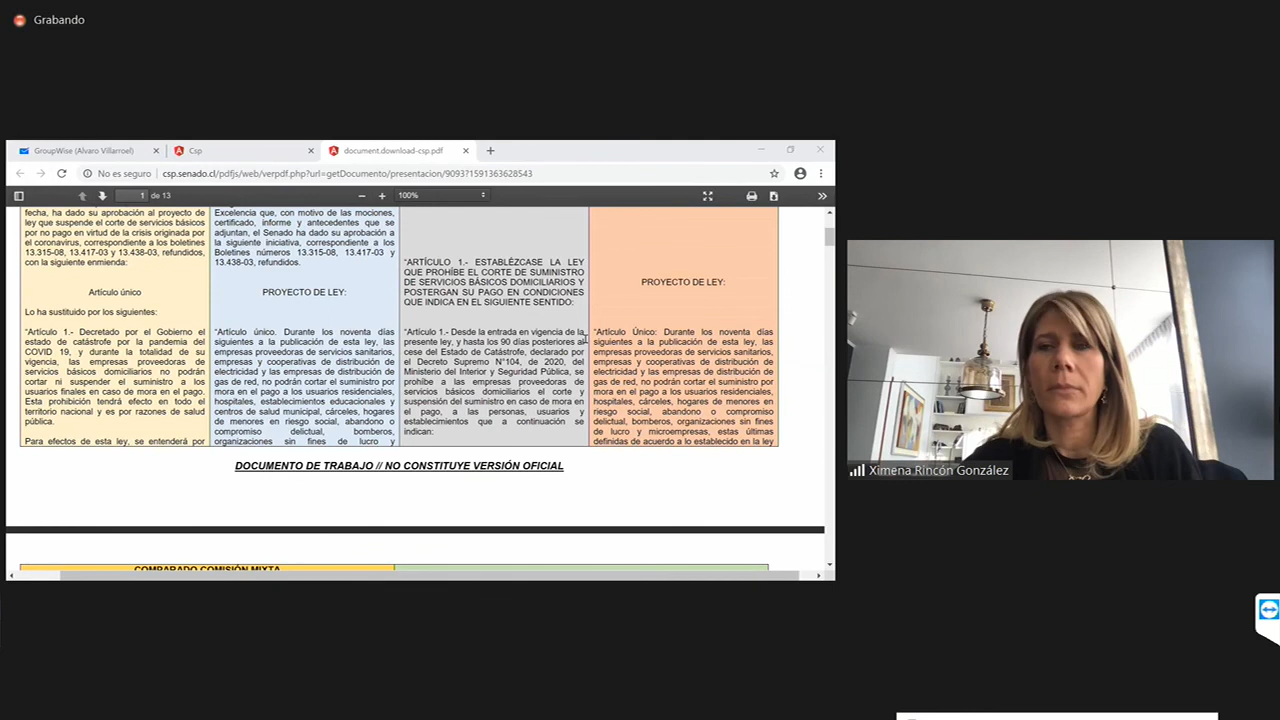 Grabando
GroupWise (Alvaro Villarroel)
Csp
document.download-csp.pdf
No es seguro
csp.senado.cl/pdfjs/web/verpdf.php?url=getDocumento/presentacion/9093?1591363628543
1 de 13
100%
fecha, ha dado su aprobación al proyecto de
ley que suspende el corte de servicios básicos
por no pago en virtud de la crisis originada por
el coronavirus, correspondiente a los boletines
13.315-08, 13.417-03 y 13.438-03, refundidos,
con la siguiente enmienda:
Artículo único
Lo ha sustituido por los siguientes:
“Artículo 1.- Decretado por el Gobierno el
estado de catástrofe por la pandemia del
COVID 19, y durante la totalidad de su
vigencia, las empresas proveedoras de
servicios básicos domiciliarios no podrán
cortar ni suspender el suministro a los
usuarios finales en caso de mora en el pago.
Esta prohibición tendrá efecto en todo el
territorio nacional y es por razones de salud
pública.
Para efectos de esta ley, se entenderá por
Excelencia que, con motivo de las mociones,
certificado, informe y antecedentes que se
adjuntan, el Senado ha dado su aprobación a
la siguiente iniciativa, correspondiente a los
Boletines números 13.315-08, 13.417-03 y
13.438-03, refundidos.
PROYECTO DE LEY:
“Artículo único. Durante los noventa días
siguientes a la publicación de esta ley, las
empresas proveedoras de servicios sanitarios,
empresas y cooperativas de distribución de
electricidad y las empresas de distribución de
gas de red, no podrán cortar el suministro por
mora en el pago a los usuarios residenciales,
hospitales, establecimientos educacionales y
centros de salud municipal, cárceles, hogares
de menores en riesgo social, abandono o
compromiso delictual, bomberos,
organizaciones sin fines de lucro y
“ARTÍCULO 1.- ESTABLÉZCASE LA LEY
QUE PROHÍBE EL CORTE DE SUMINISTRO
DE SERVICIOS BÁSICOS DOMICILIARIOS Y
POSTERGAN SU PAGO EN CONDICIONES
QUE INDICA EN EL SIGUIENTE SENTIDO:
“Artículo 1.- Desde la entrada en vigencia de la
presente ley, y hasta los 90 días posteriores al
cese del Estado de Catástrofe, declarado por
el Decreto Supremo N°104, de 2020, del
Ministerio del Interior y Seguridad Pública, se
prohíbe a las empresas proveedoras de
servicios básicos domiciliarios el corte y
suspensión del suministro en caso de mora en
el pago, a las personas, usuarios y
establecimientos que a continuación se
indican:
PROYECTO DE LEY:
“Artículo Único: Durante los noventa días
siguientes a la publicación de esta ley, las
empresas proveedoras de servicios sanitarios,
empresas y cooperativas de distribución de
electricidad y las empresas de distribución de
gas de red, no podrán cortar el suministro por
mora en el pago a los usuarios residenciales,
hospitales, cárceles, hogares de menores en
riesgo social, abandono o compromiso
delictual, bomberos, organizaciones sin fines
de lucro y microempresas, estas últimas
definidas de acuerdo a lo establecido en la ley
DOCUMENTO DE TRABAJO // NO CONSTITUYE VERSIÓN OFICIAL
COMPARADO COMISIÓN MIXTA
Ximena Rincón González